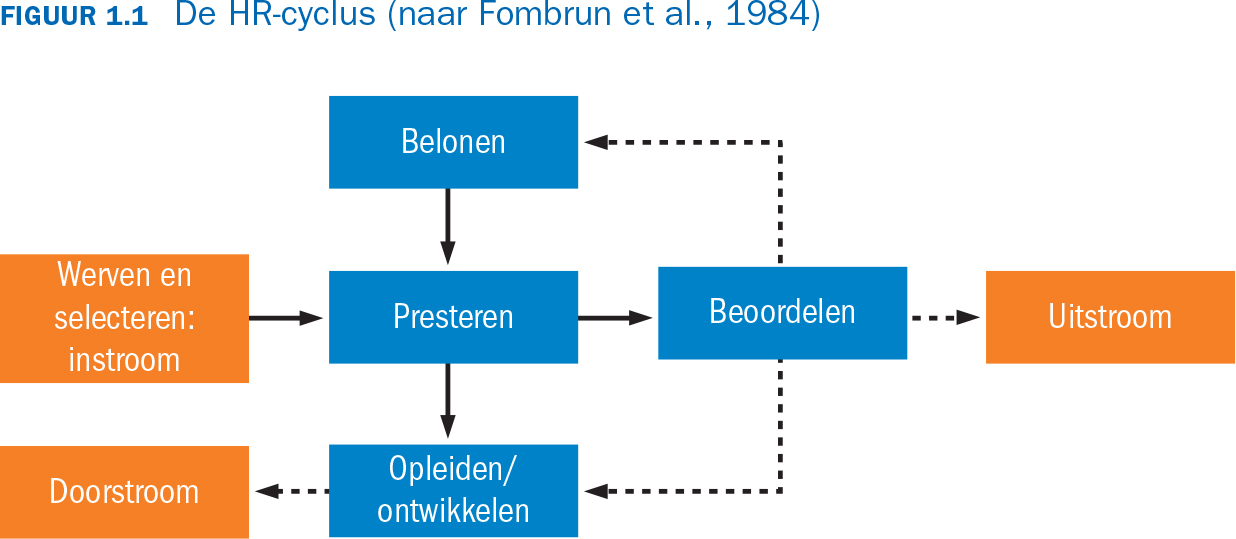 FIGUUR 1.1 De HR-cyclus (naar Fombrun et al., 1984)
Belonen
Werven en
selecteren:
instroom
Presteren
Beoordelen
Uitstroom
Doorstroom
Opleiden/
ontwikkelen